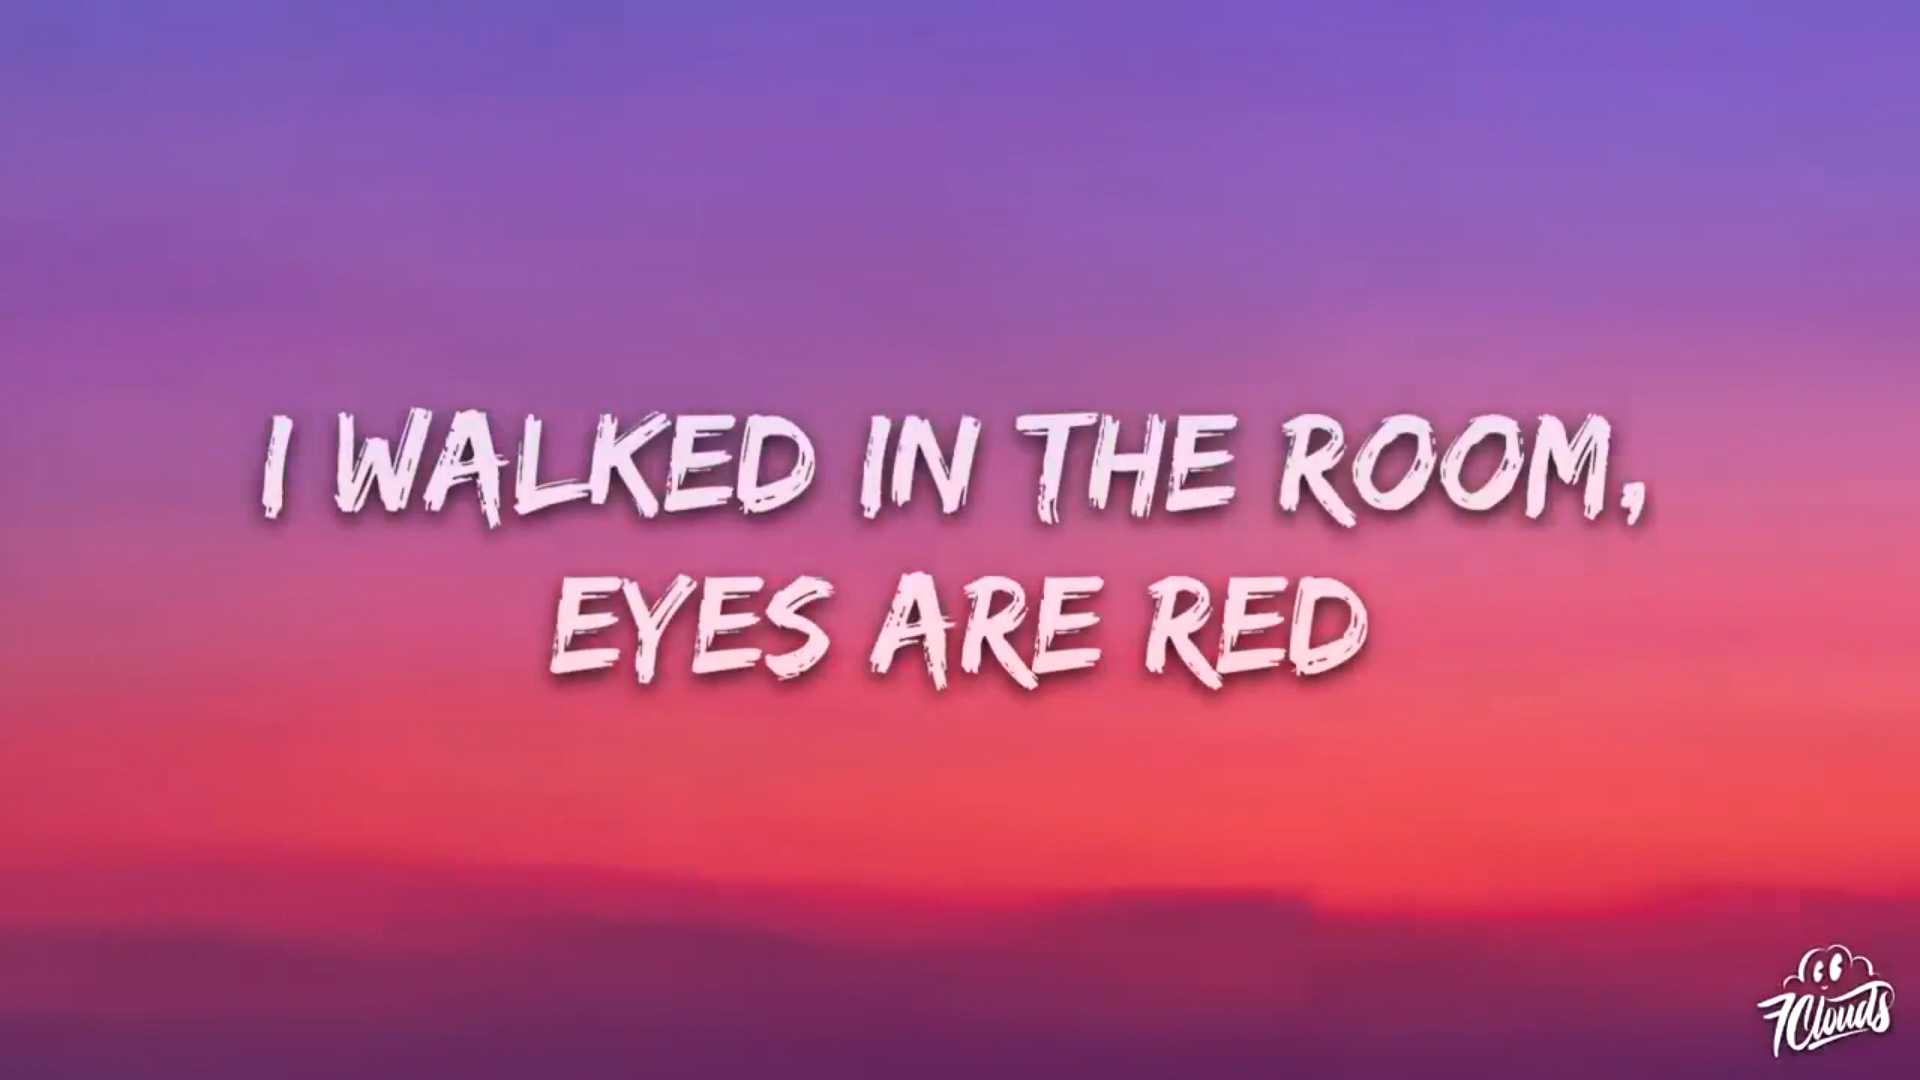 I WALKED IN THE ROOM,
EYES ARE RED
7Clouds